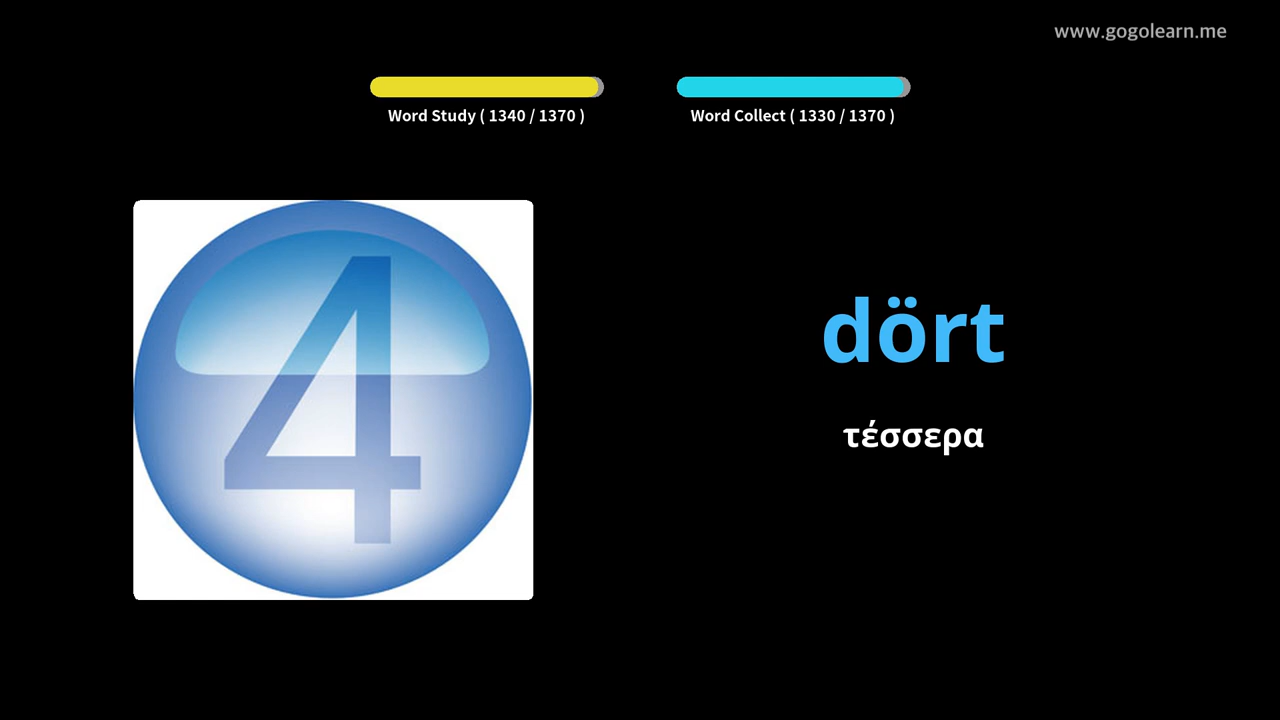 www.gogolearn.me
Word Study ( 1340 / 1370 )
Word Collect ( 1330 / 1370 )
4
dört
τέσσερα